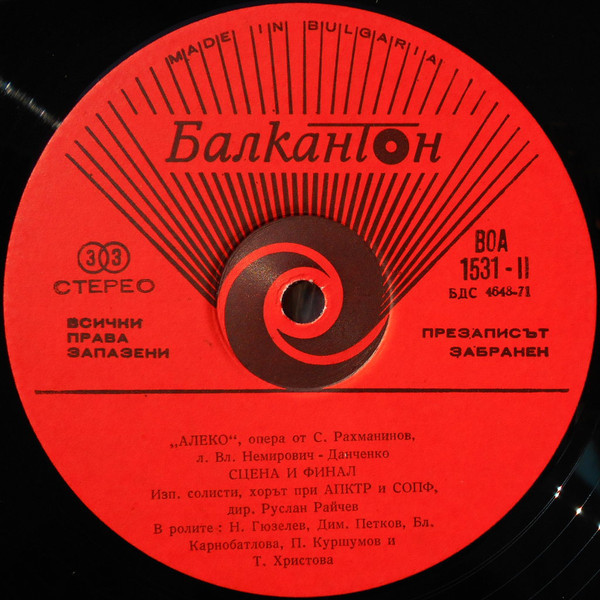 MADE IN BULGARIA
Балкантон
33
СТЕРЕО
ВОА
1531-II
БДС 4648-71
ВСИЧКИ
ПРАВА
ЗАПАЗЕНИ
ПРЕЗАПИСЪТ
ЗАБРАНЕН
„АЛЕКО“, опера от С. Рахманинов,
л. Вл. Немирович - Данченко
СЦЕНА И ФИНАЛ
Изп. солисти, хорът при АПКТР и СОПФ,
дир. Руслан Райчев
В ролите : Н. Гюзелев, Дим. Петков, Бл.
Карнобатлова, П. Куршумов и
Т. Христова